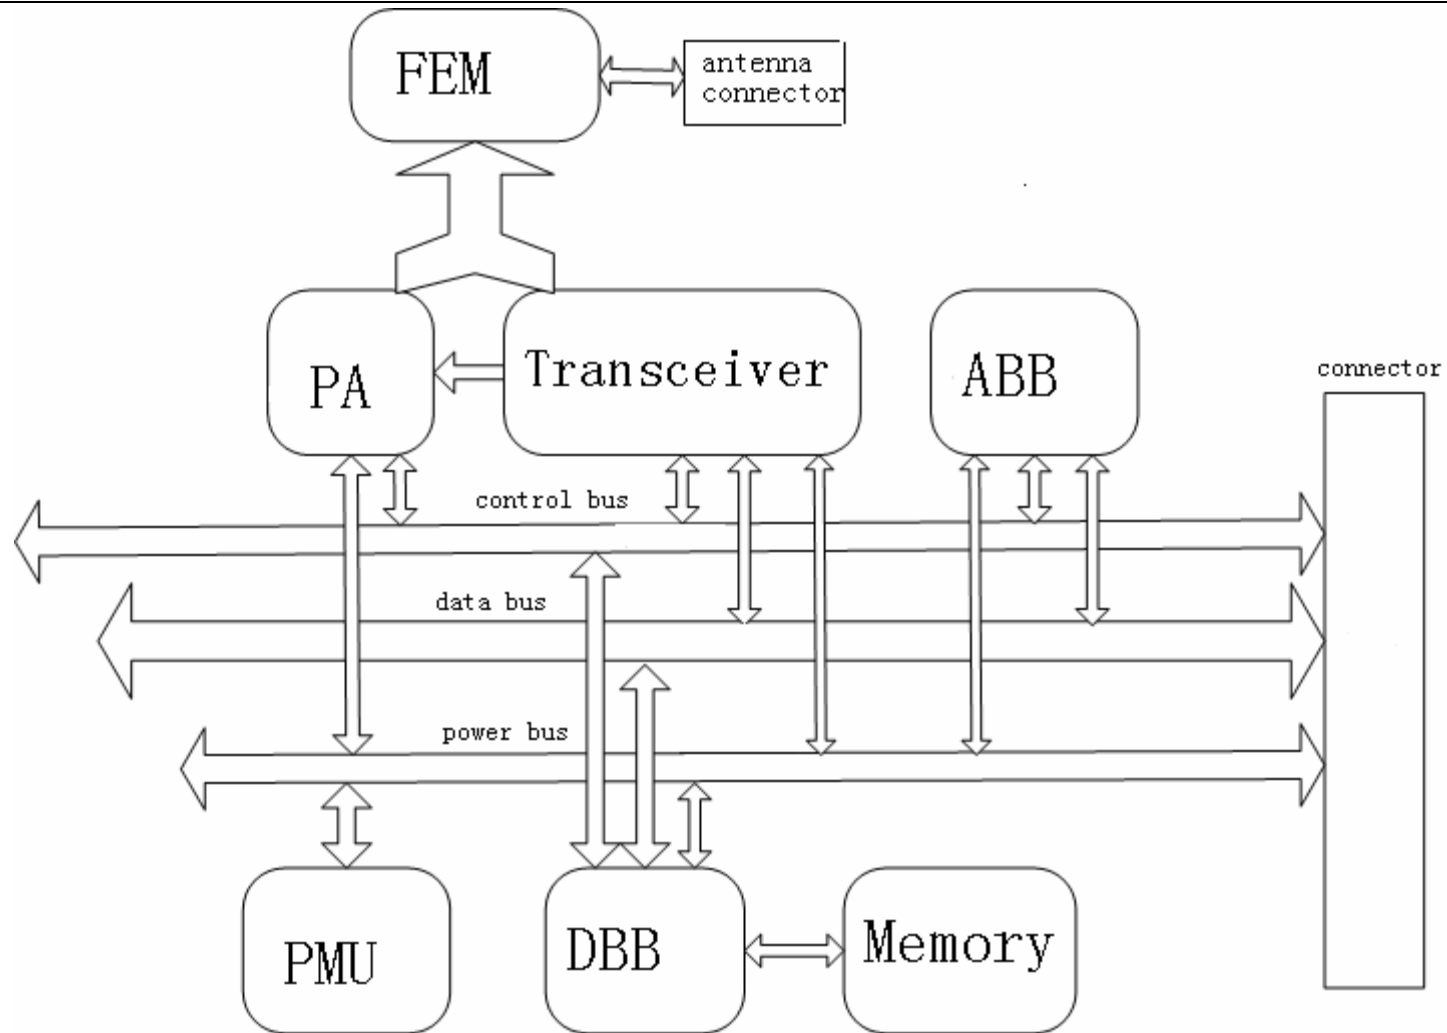 FEM
antenna
connector
PA
Transceiver
ABB
connector
control bus
data bus
power bus
PMU
DBB
Memory